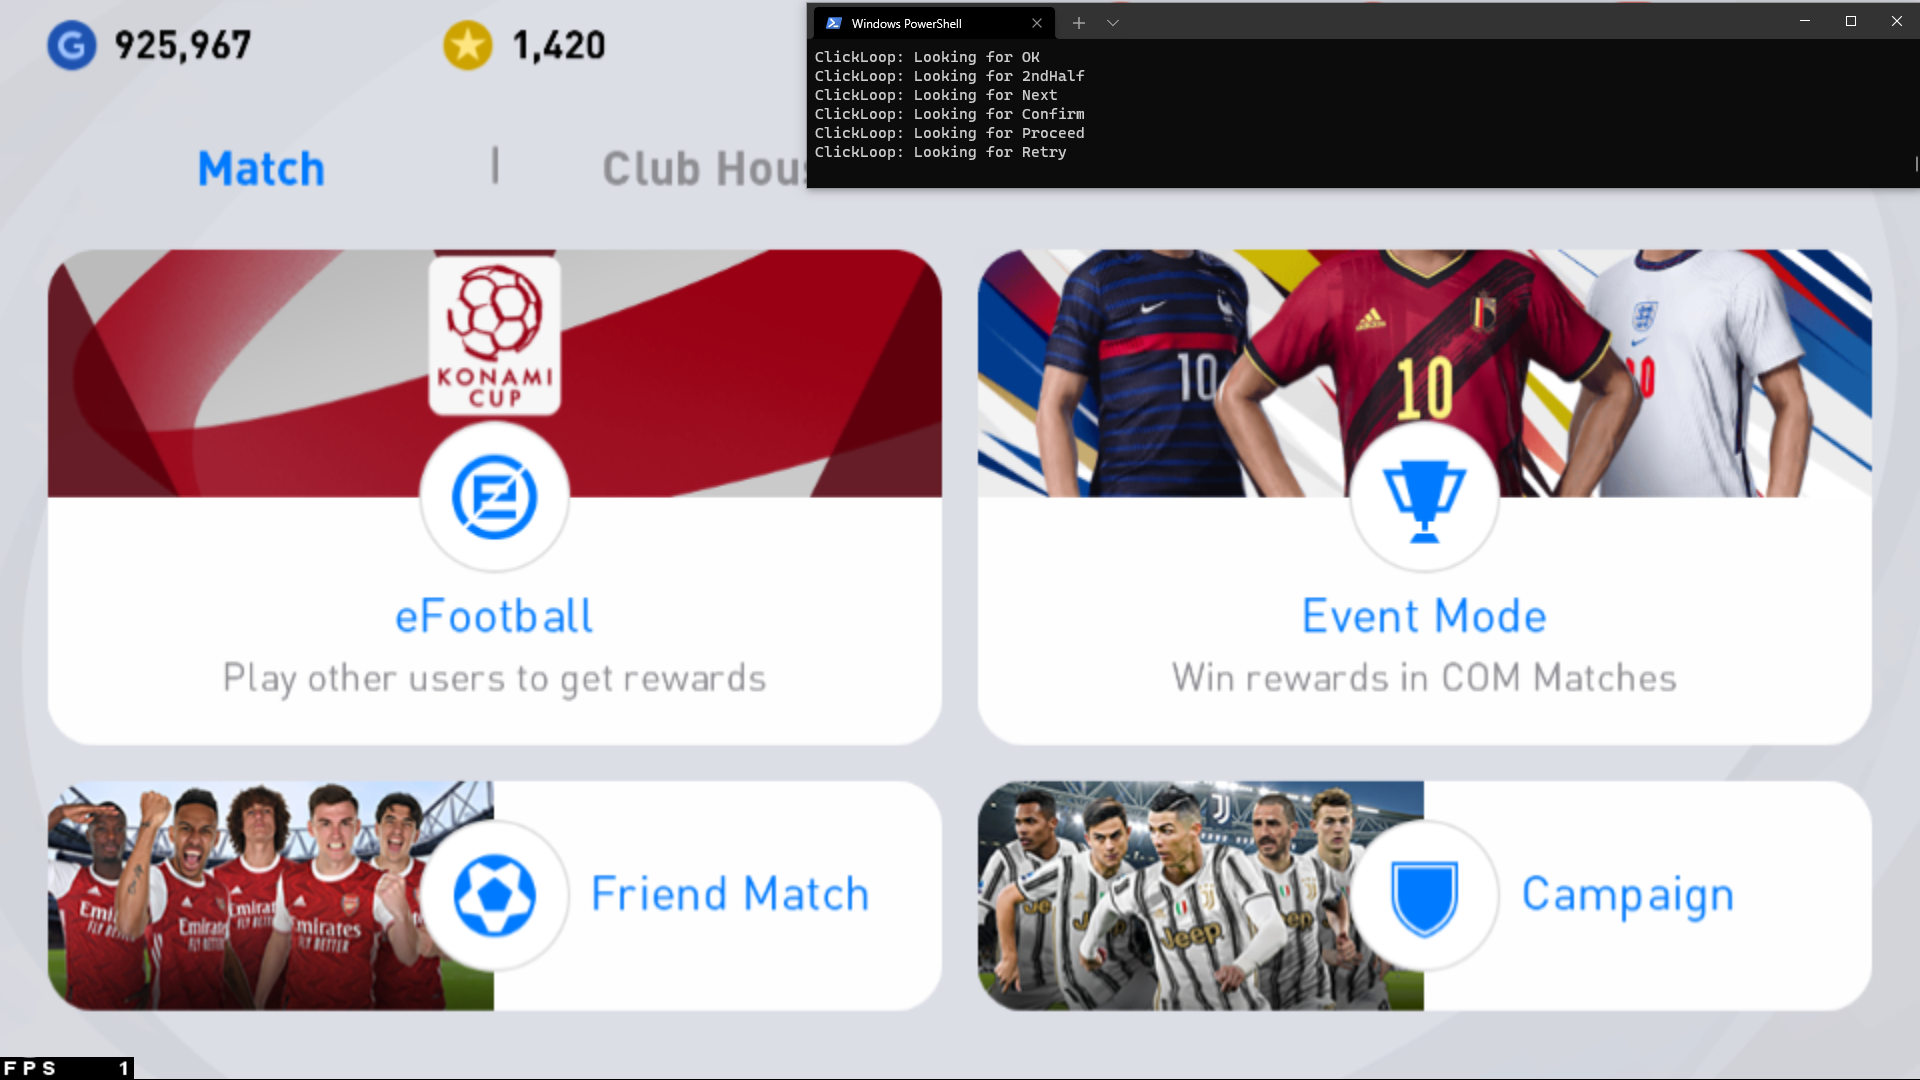 925,967
1,420
Windows PowerShell
ClickLoop: Looking for OK
ClickLoop: Looking for 2ndHalf
ClickLoop: Looking for Next
ClickLoop: Looking for Confirm
ClickLoop: Looking for Proceed
ClickLoop: Looking for Retry
Match
Club Hous
KONAMI
CUP
10
10
10
eFootball
Play other users to get rewards
Event Mode
Win rewards in COM Matches
Emirates
FLY BETTER
Friend Match
Jeep
Campaign
FPS 1